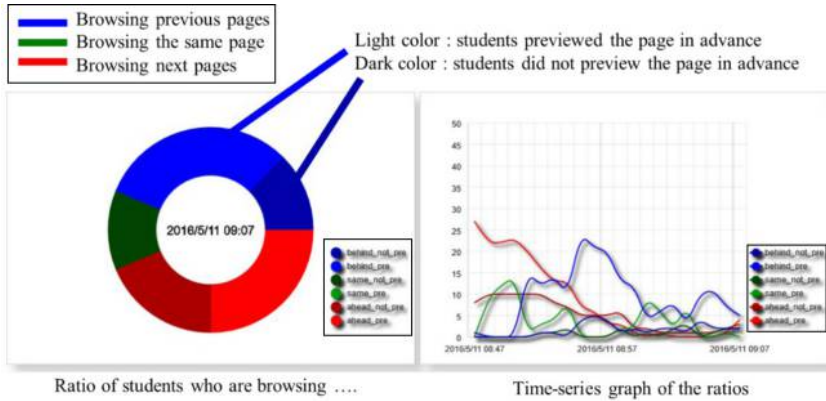 Browsing previous pages
Browsing the same page
Browsing next pages
Light color : students previewed the page in advance
Dark color : students did not preview the page in advance
2016/5/11 09:07
behind_not_pre
behind_pre
same_not_pre
same_pre
ahead_not_pre
ahead_pre
50
45
40
35
30
25
20
15
10
5
0
2016/5/11 08:47
2016/5/11 08:57
2016/5/11 09:07
behind_not_pre
behind_pre
same_not_pre
same_pre
ahead_not_pre
ahead_pre
Ratio of students who are browsing ….
Time-series graph of the ratios